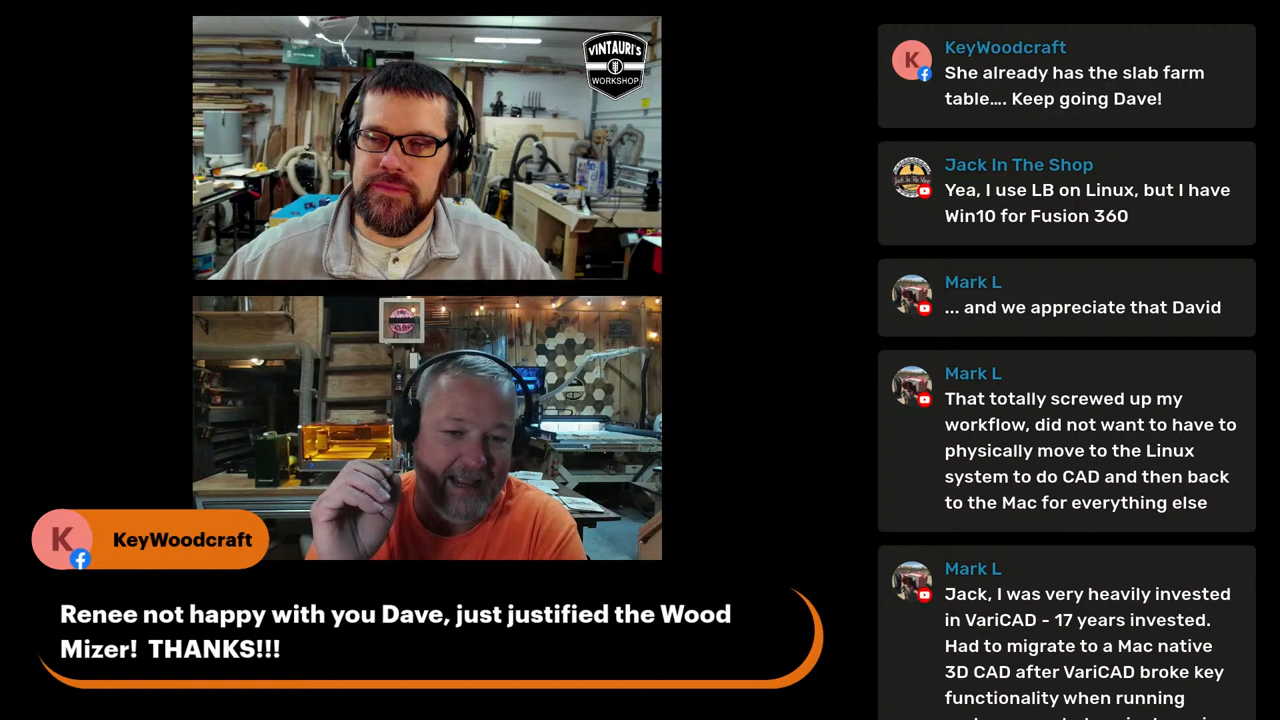 VINTAURI'S
WORKSHOP
K
KeyWoodcraft
Renee not happy with you Dave, just justified the Wood
Mizer! THANKS!!!
K
KeyWoodcraft
She already has the slab farm
table.... Keep going Dave!
Jack In The Shop
Yea, I use LB on Linux, but I have
Win10 for Fusion 360
Mark L
... and we appreciate that David
Mark L
That totally screwed up my
workflow, did not want to have to
physically move to the Linux
system to do CAD and then back
to the Mac for everything else
Mark L
Jack, I was very heavily invested
in VariCAD - 17 years invested.
Had to migrate to a Mac native
3D CAD after VariCAD broke key
functionality when running